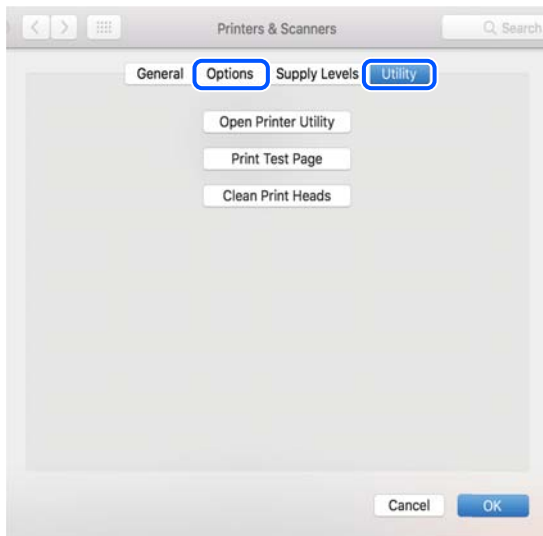 Printers & Scanners
Search
General Options Supply Levels Utility
Open Printer Utility
Print Test Page
Clean Print Heads
Cancel OK